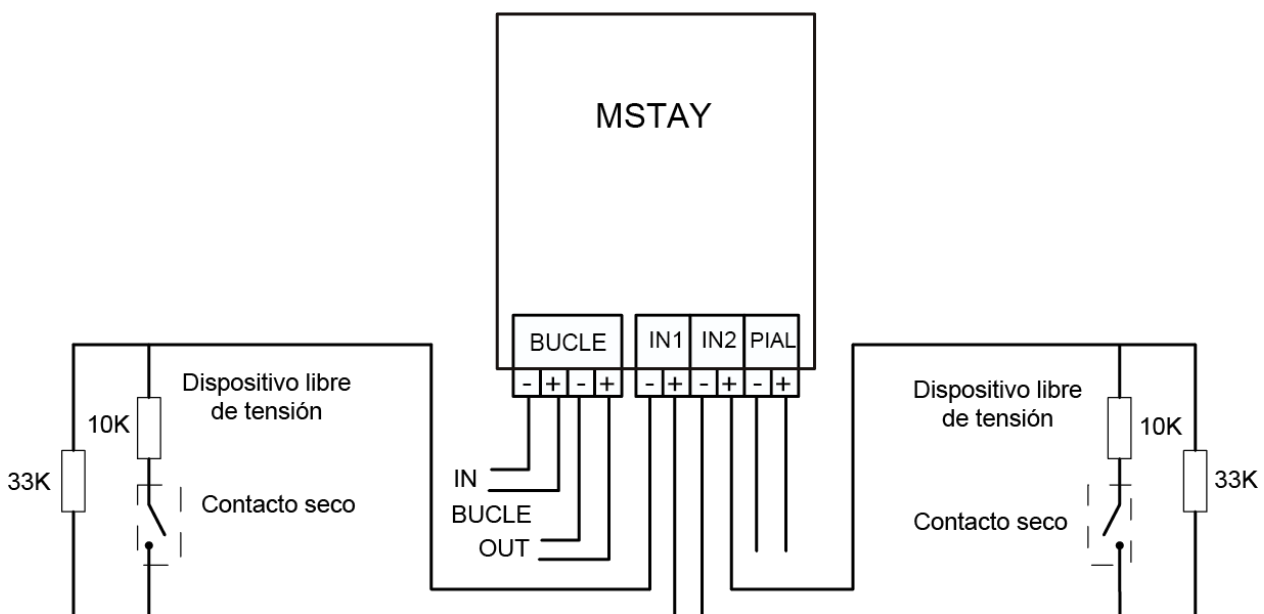 MSTAY
BUCLE
IN1
IN2
PIAL
- + - +
- + - + - +
Dispositivo libre
de tensión
10K
33K
Contacto seco
IN
BUCLE
OUT
Dispositivo libre
de tensión
10K
33K
Contacto seco